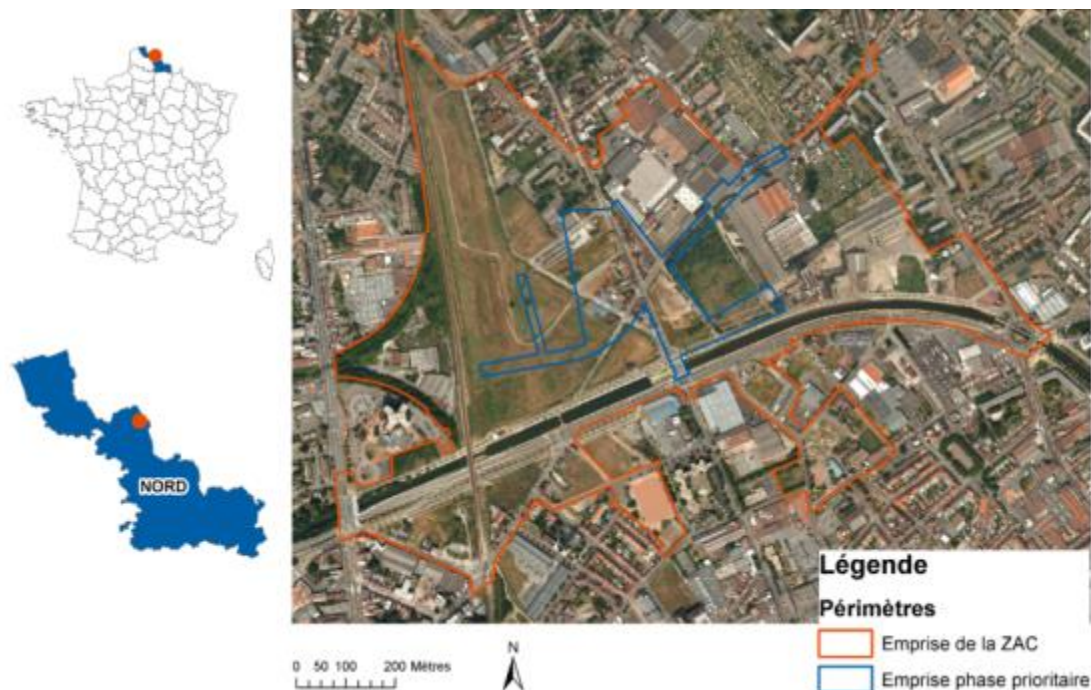 NORD
Légende
Périmètres
Emprise de la ZAC
Emprise phase prioritaire
N
0 50 100 200 Mètres